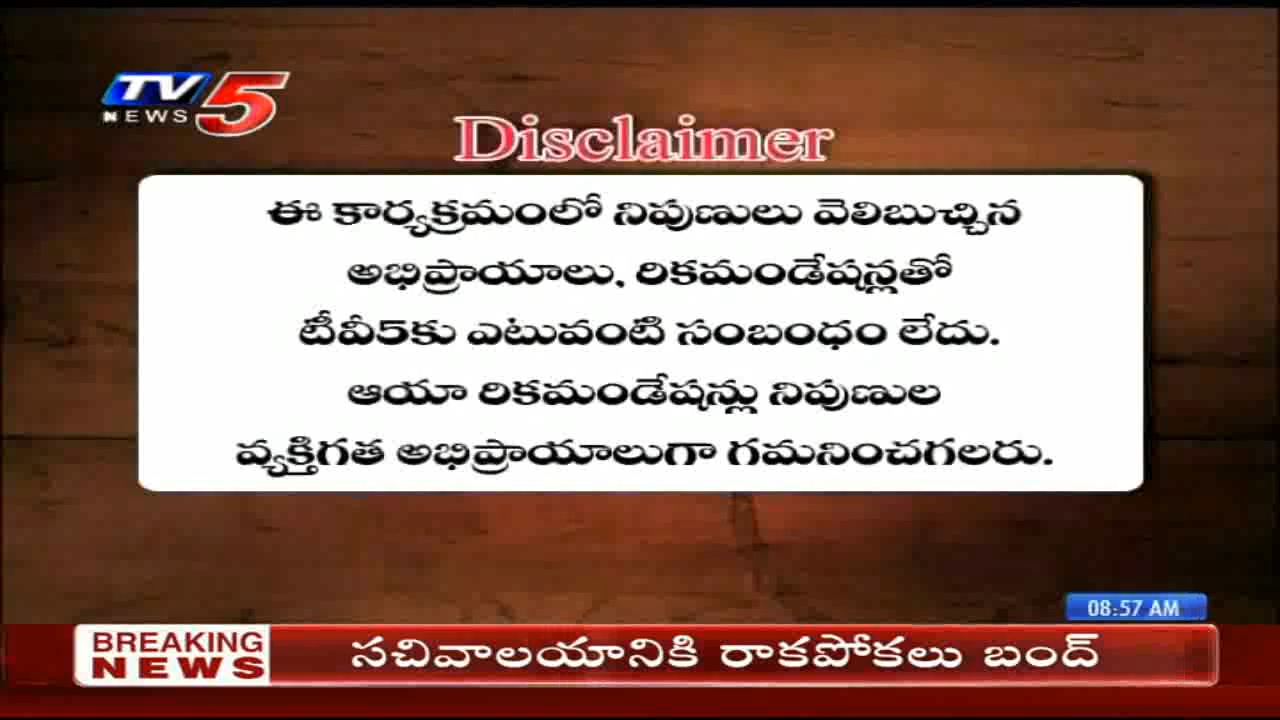 TV5
NEWS
Disclaimer
ఈ కార్యక్రమంలో నిపుణులు వెలిబుచ్చిన
అభిప్రాయాలు, రికమండేషన్లతో
టీవీ5కు ఎటువంటి సంబంధం లేదు.
ఆయా రికమండేషన్లు నిపుణుల
వ్యక్తిగత అభిప్రాయాలుగా గమనించగలరు.
08:57 AM
BREAKING
NEWS
సచివాలయానికి రాకపోకలు బంద్